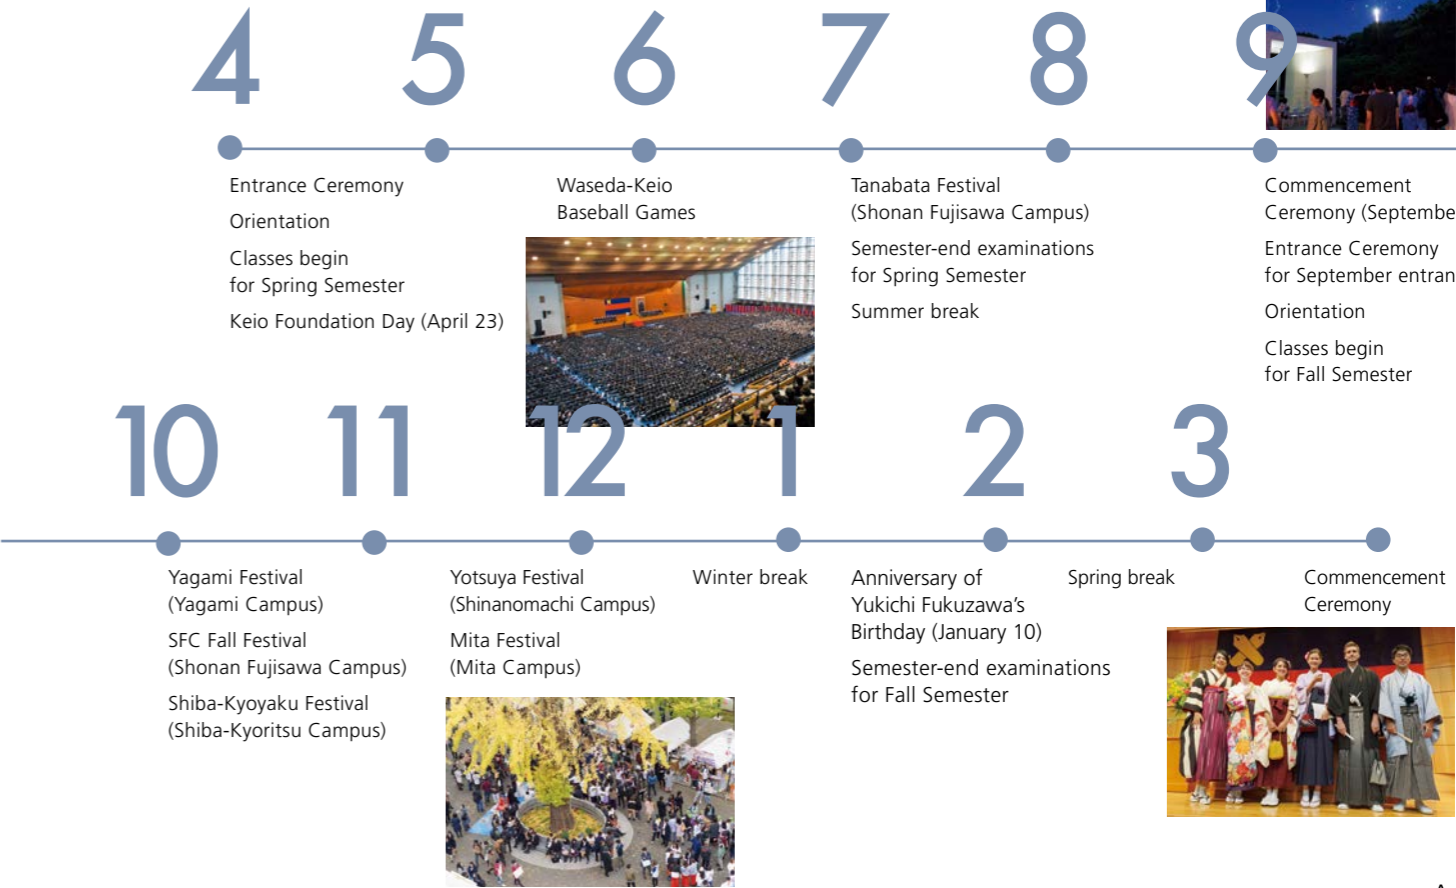 4 5 6 7 8 9
Entrance Ceremony
Orientation
Classes begin
for Spring Semester
Keio Foundation Day (April 23)
Waseda-Keio
Baseball Games
Tanabata Festival
(Shonan Fujisawa Campus)
Semester-end examinations
for Spring Semester
Summer break
Commencement
Ceremony (Septembe
Entrance Ceremony
for September entran
Orientation
Classes begin
for Fall Semester
10 11 12 1 2 3
Yagami Festival
(Yagami Campus)
SFC Fall Festival
(Shonan Fujisawa Campus)
Shiba-Kyoyaku Festival
(Shiba-Kyoritsu Campus)
Yotsuya Festival
(Shinanomachi Campus)
Mita Festival
(Mita Campus)
Winter break
Anniversary of
Yukichi Fukuzawa’s
Birthday (January 10)
Semester-end examinations
for Fall Semester
Spring break
Commencement
Ceremony